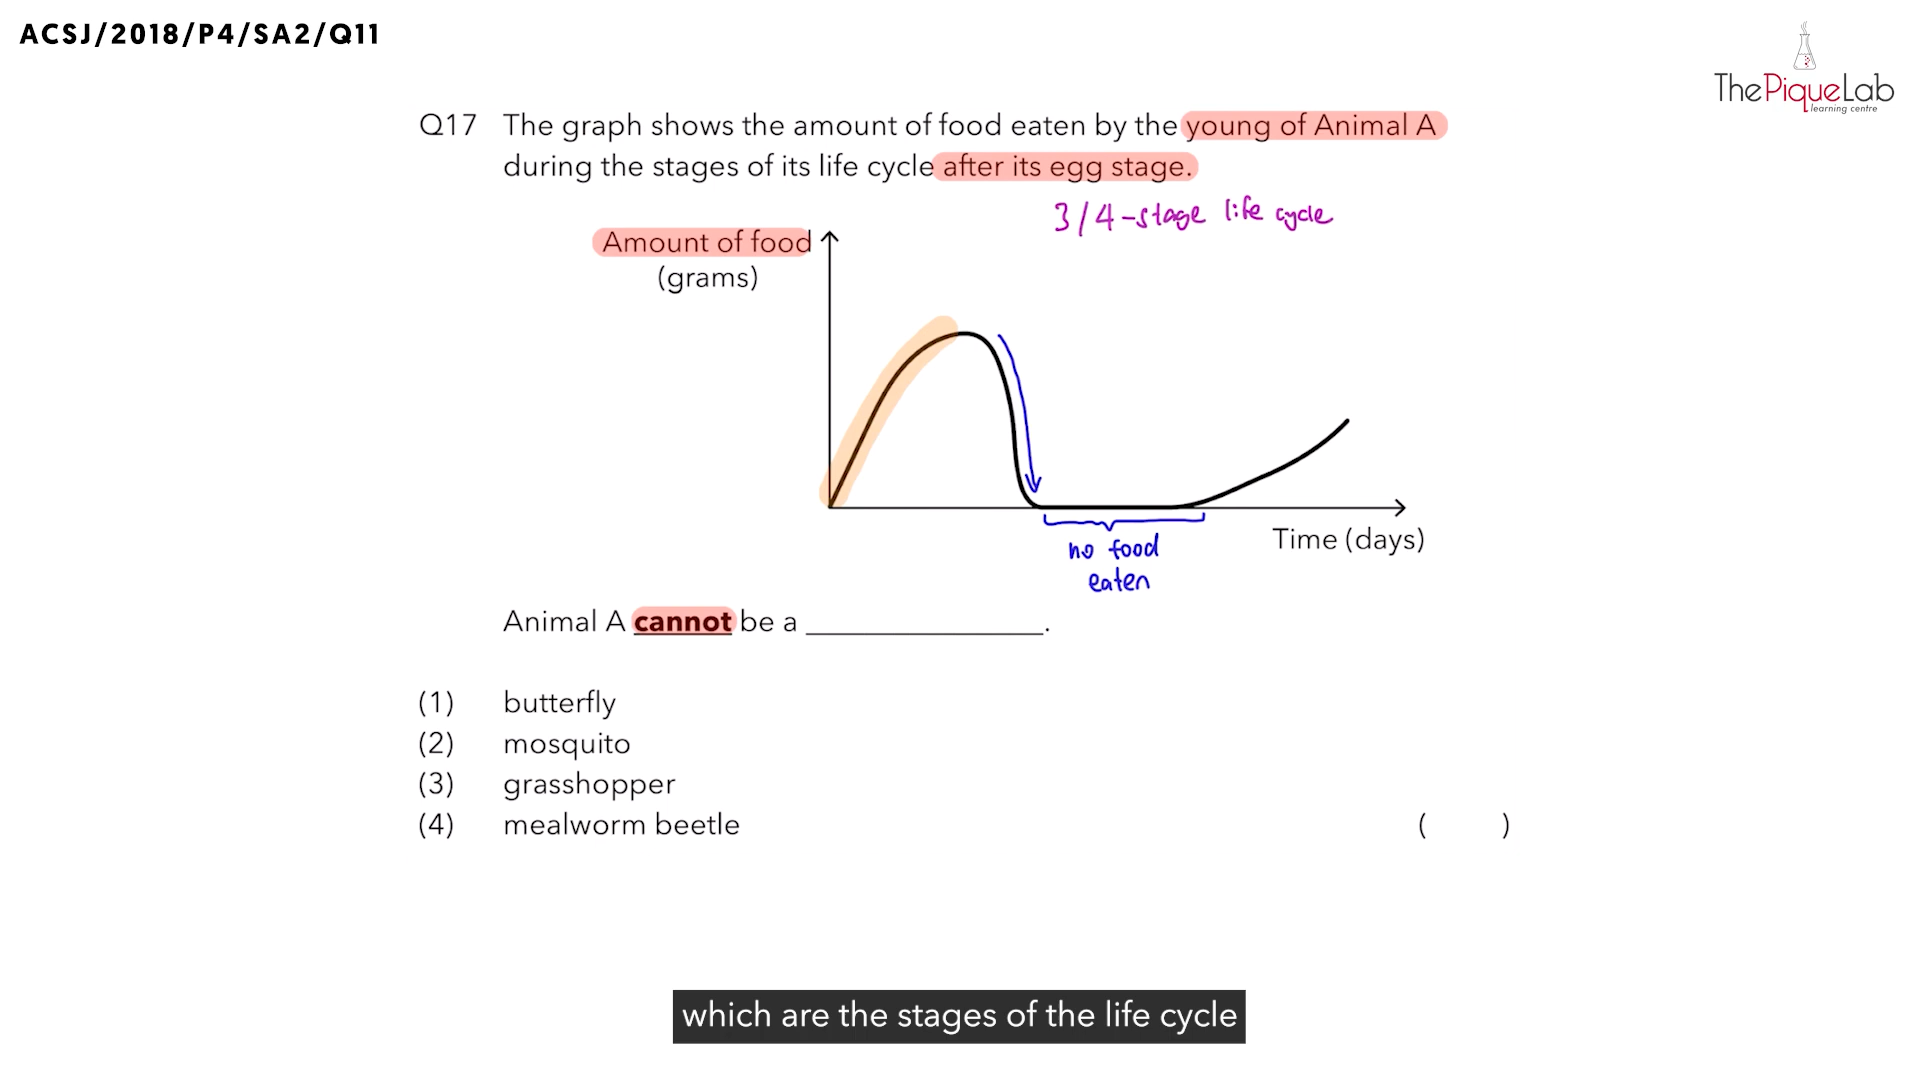 ACSJ/2018/P4/SA2/Q11
ThePiqueLab
learning centre
Q17 The graph shows the amount of food eaten by the young of Animal A
during the stages of its life cycle after its egg stage.
3/4-stage life cycle
Amount of food
(grams)
no food
eaten
Time (days)
Animal A cannot be a ________________.
(1) butterfly
(2) mosquito
(3) grasshopper
(4) mealworm beetle ( )
which are the stages of the life cycle